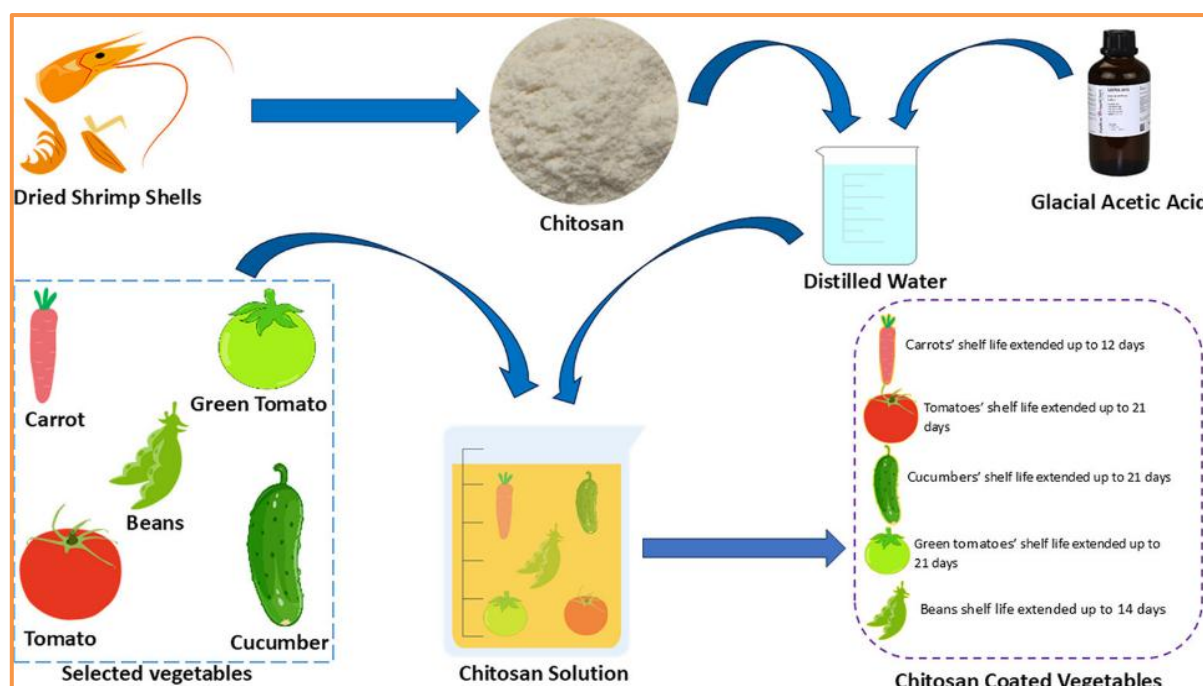 Dried Shrimp Shells
Chitosan
Glacial Acetic Acid
Distilled Water
Carrot
Green Tomato
Beans
Tomato
Cucumber
Selected vegetables
Chitosan Solution
Carrots' shelf life extended up to 12 days
Tomatoes' shelf life extended up to 21
days
Cucumbers' shelf life extended up to 21 days
Green tomatoes' shelf life extended up to
21 days
Beans shelf life extended up to 14 days
Chitosan Coated Vegetables